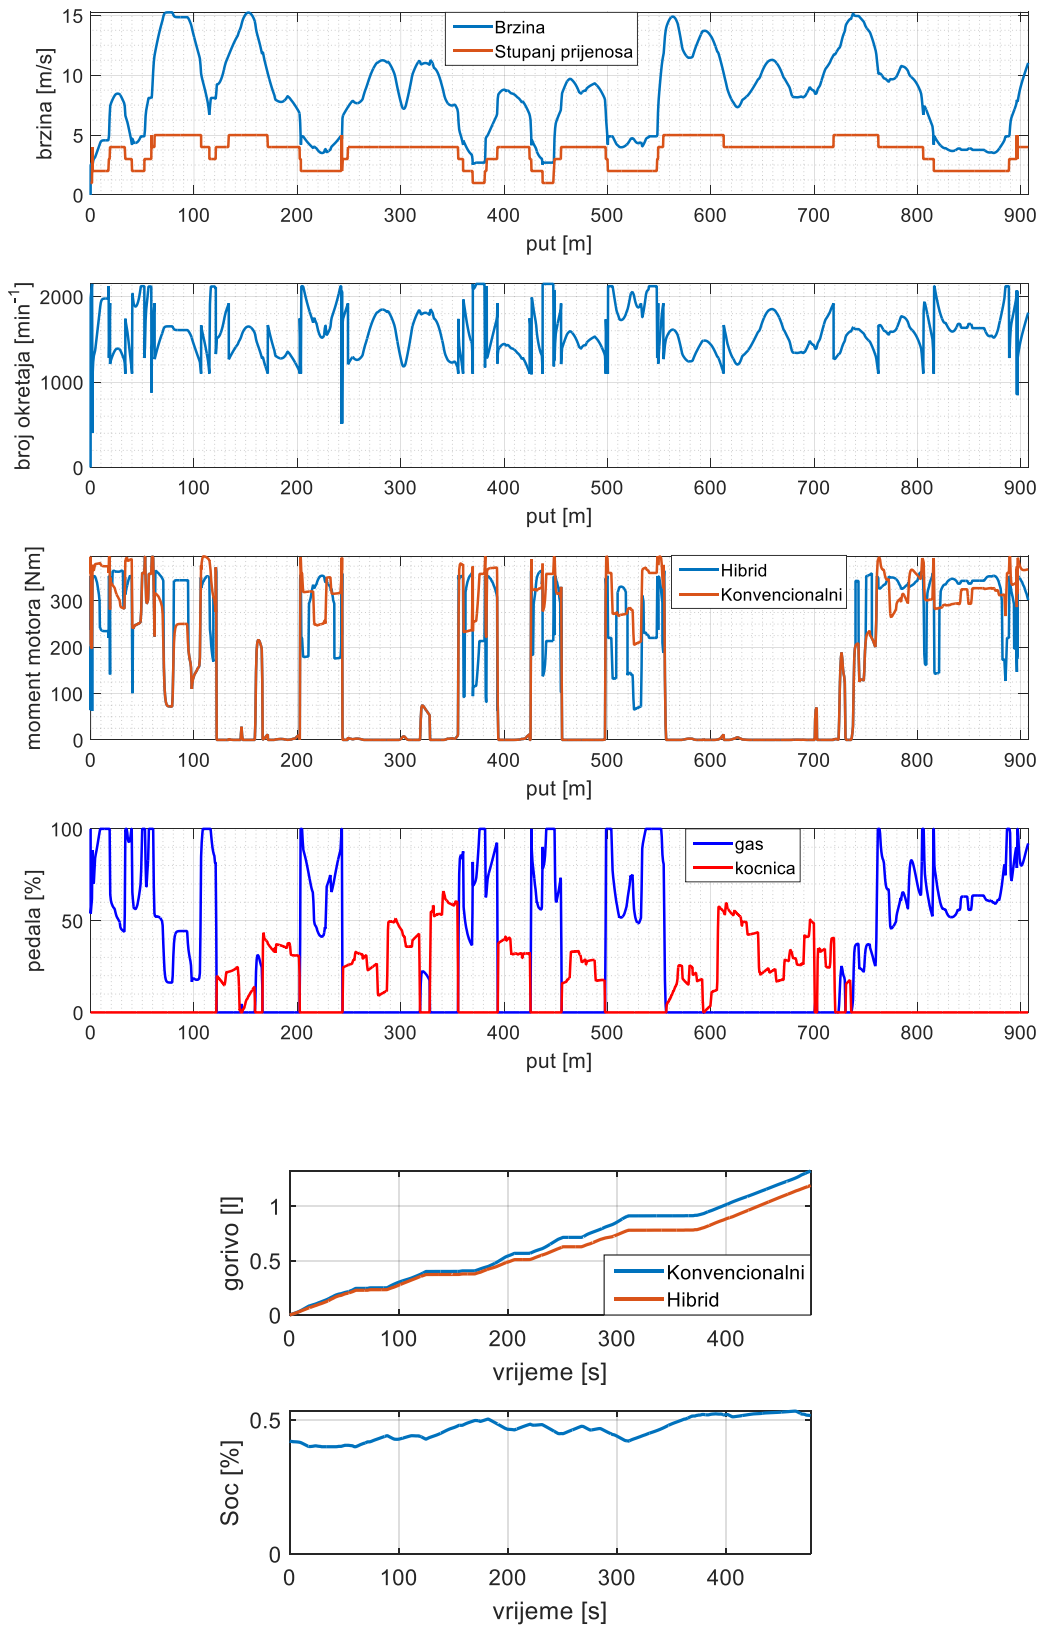 15
10
5
0
brzina [m/s]
Brzina
Stupanj prijenosa
0 100 200 300 400 500 600 700 800 900
put [m]
2000
1000
0
broj okretaja [min-1]
0 100 200 300 400 500 600 700 800 900
put [m]
300
200
100
0
moment motora [Nm]
Hibrid
Konvencionalni
0 100 200 300 400 500 600 700 800 900
put [m]
100
50
0
pedala [%]
gas
kocnica
0 100 200 300 400 500 600 700 800 900
put [m]
1
0.5
0
gorivo [l]
Konvencionalni
Hibrid
0 100 200 300 400
vrijeme [s]
0.5
0
Soc [%]
0 100 200 300 400
vrijeme [s]